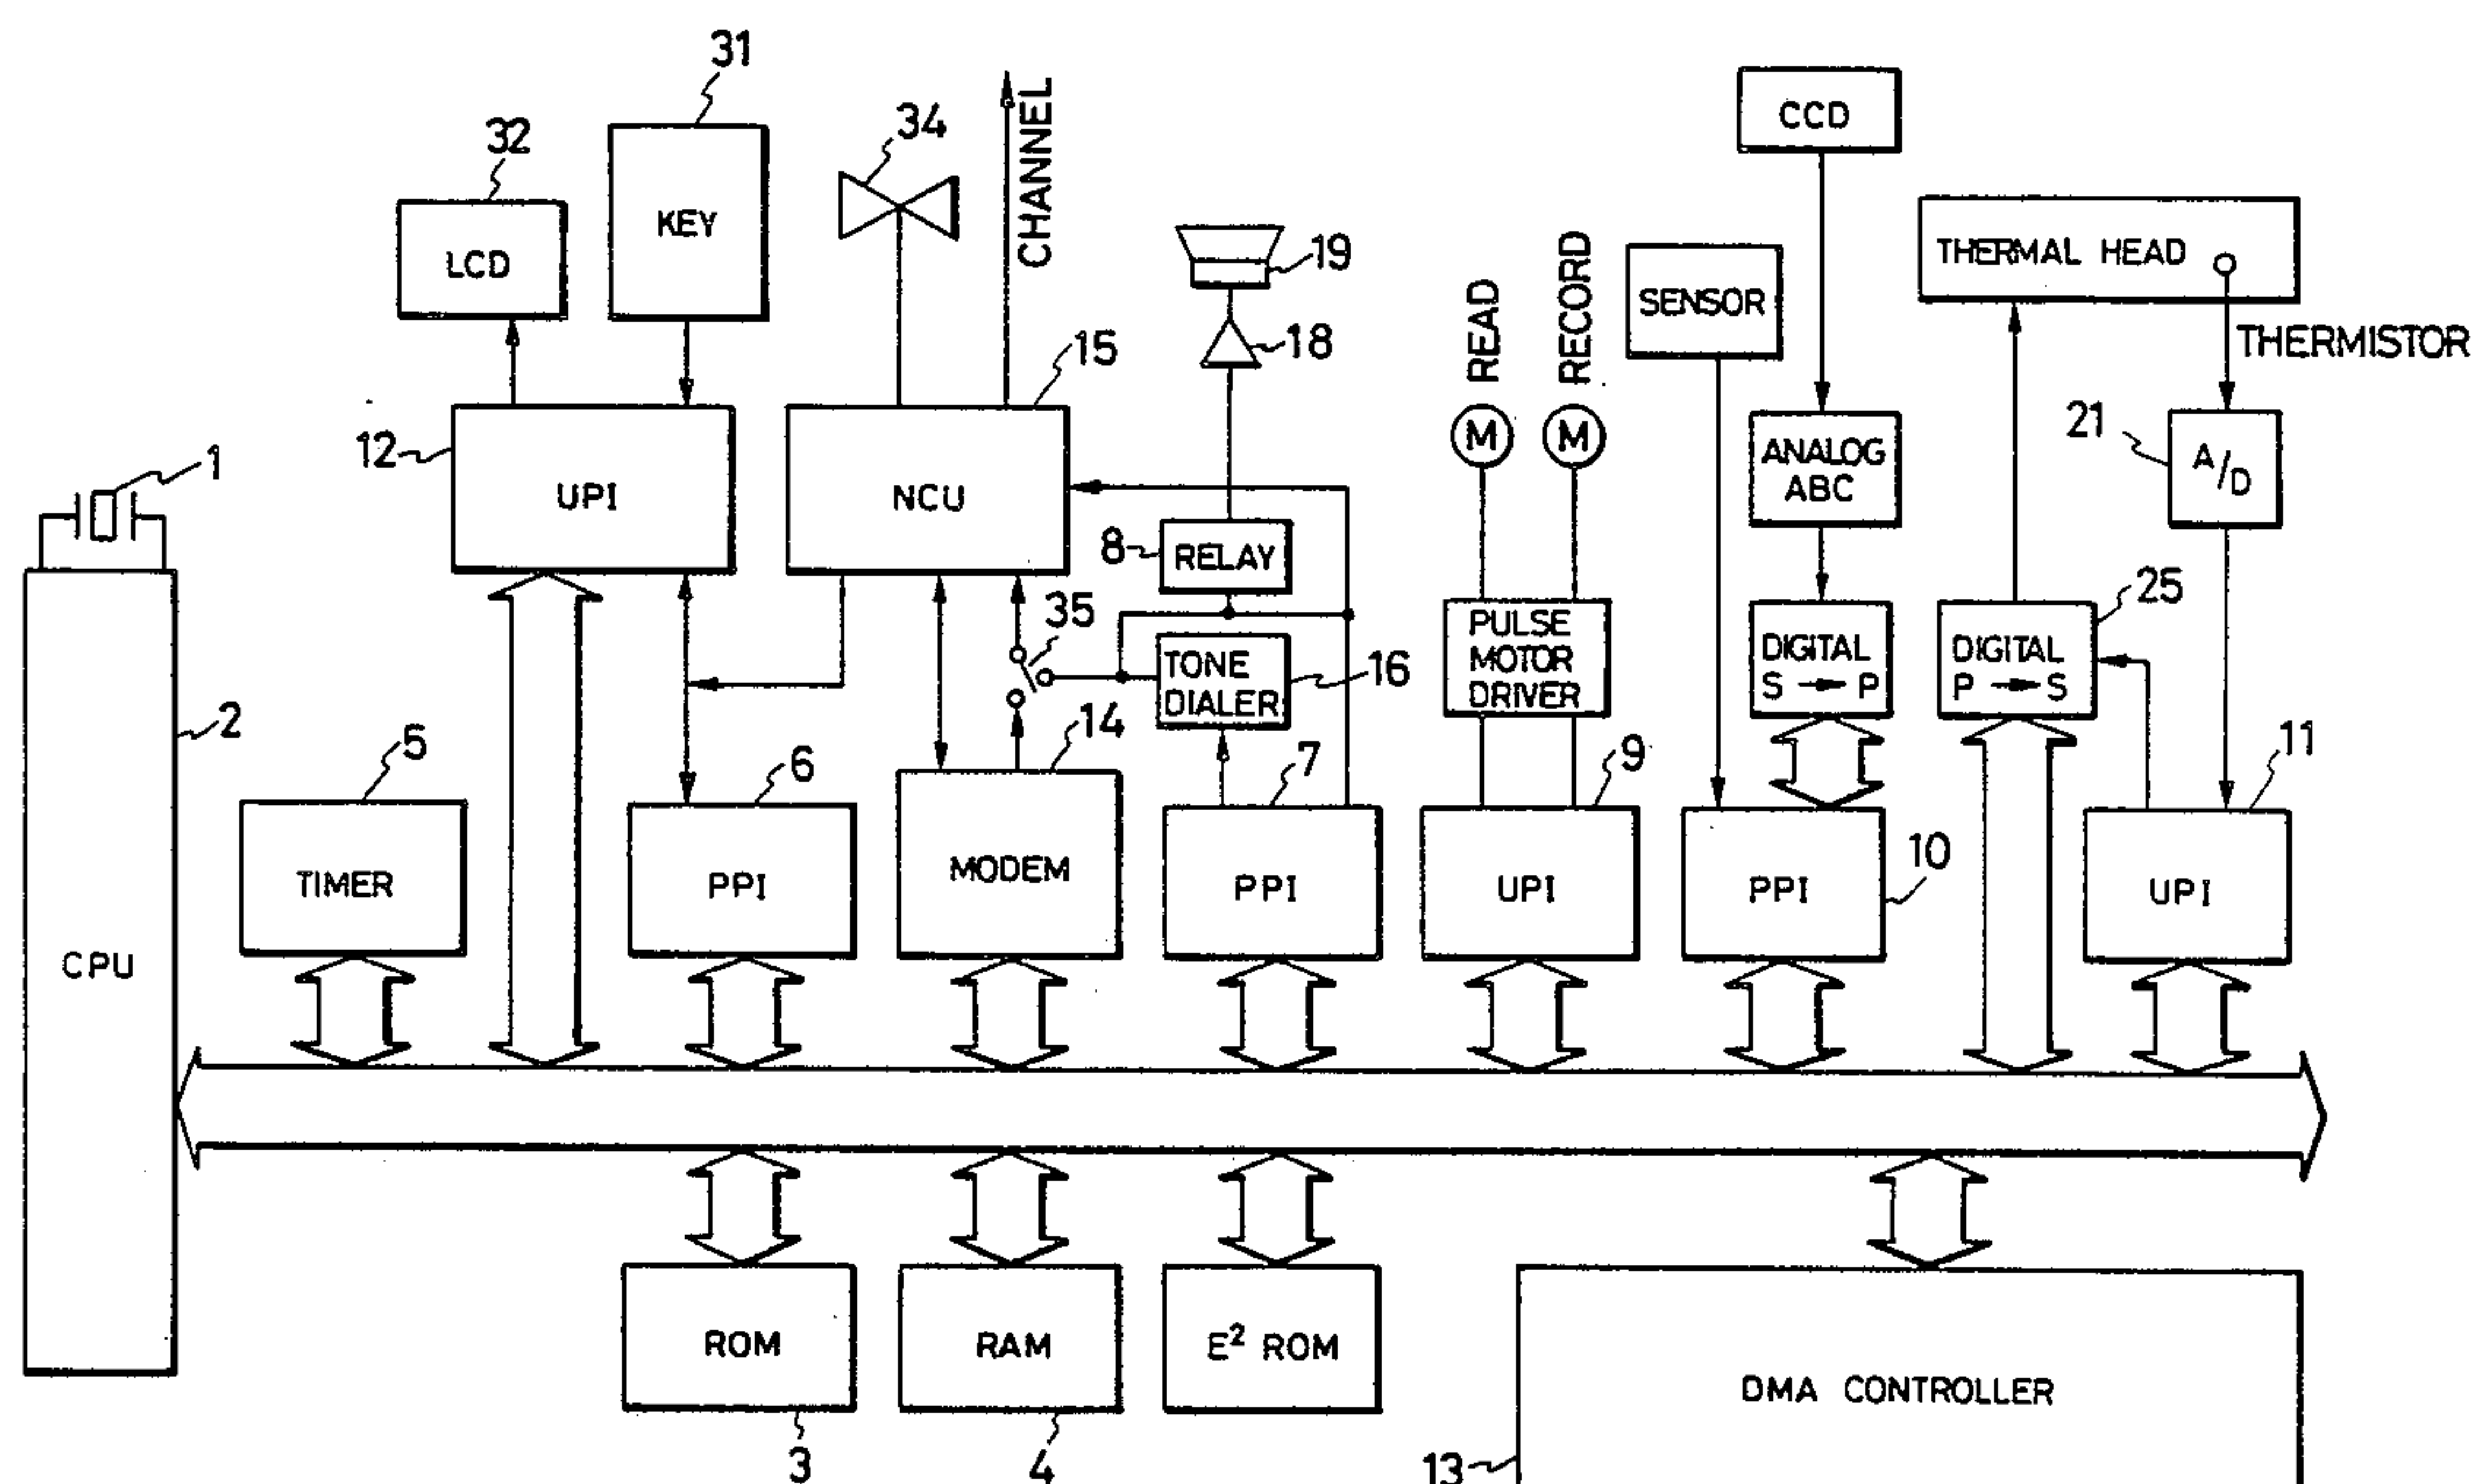 31
CCD
32
34
CHANNEL
KEY
LCD
19
THERMAL HEAD
READ
RECORD
SENSOR
18
THERMISTOR
15
12
21
M
M
ANALOG
ABC
A/D
1
UPI
NCU
8
RELAY
35
25
PULSE
MOTOR
DRIVER
DIGITAL
S → P
DIGITAL
P → S
TONE
DIALER
16
2
5
6
14
7
9
11
10
TIMER
PPI
MODEM
PPI
UPI
PPI
UPI
CPU
ROM
RAM
E² ROM
DMA CONTROLLER
3
4
13